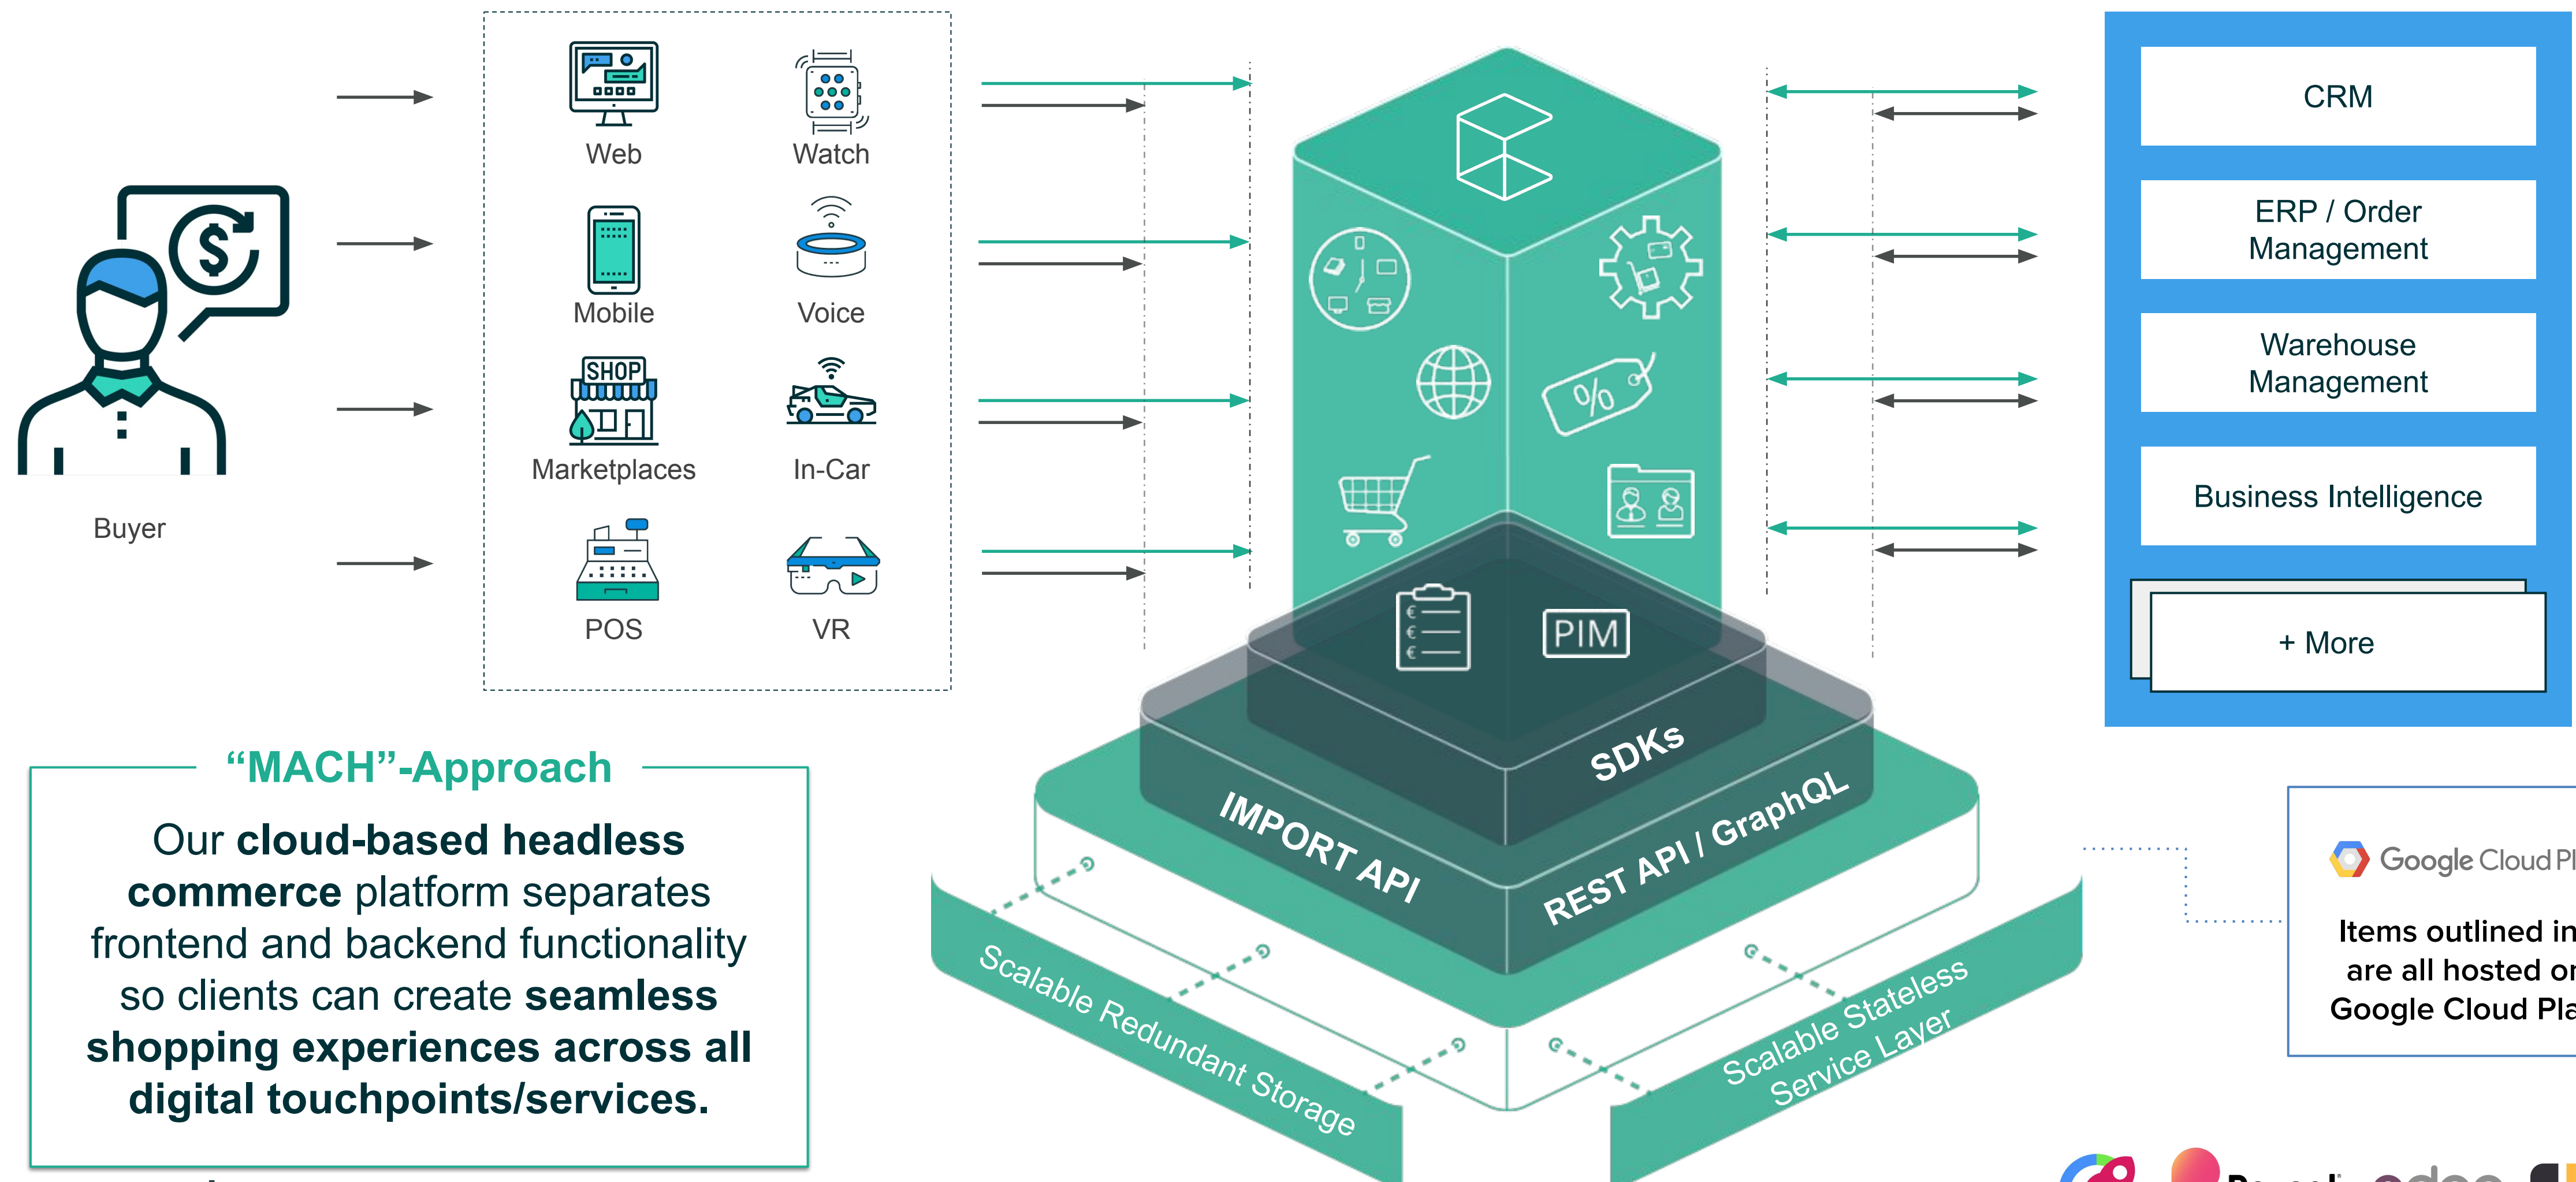 Web
Watch
Mobile
Voice
SHOP
Marketplaces
In-Car
POS
VR
Buyer
CRM
ERP / Order
Management
Warehouse
Management
Business Intelligence
+ More
%
€
€
€
PIM
SDKs
IMPORT API
REST API / GraphQL
Scalable Redundant Storage
Scalable Stateless
Service Layer
“MACH”-Approach
Our cloud-based headless
commerce platform separates
frontend and backend functionality
so clients can create seamless
shopping experiences across all
digital touchpoints/services.
Google Cloud Pl
Items outlined in
are all hosted
Google Cloud